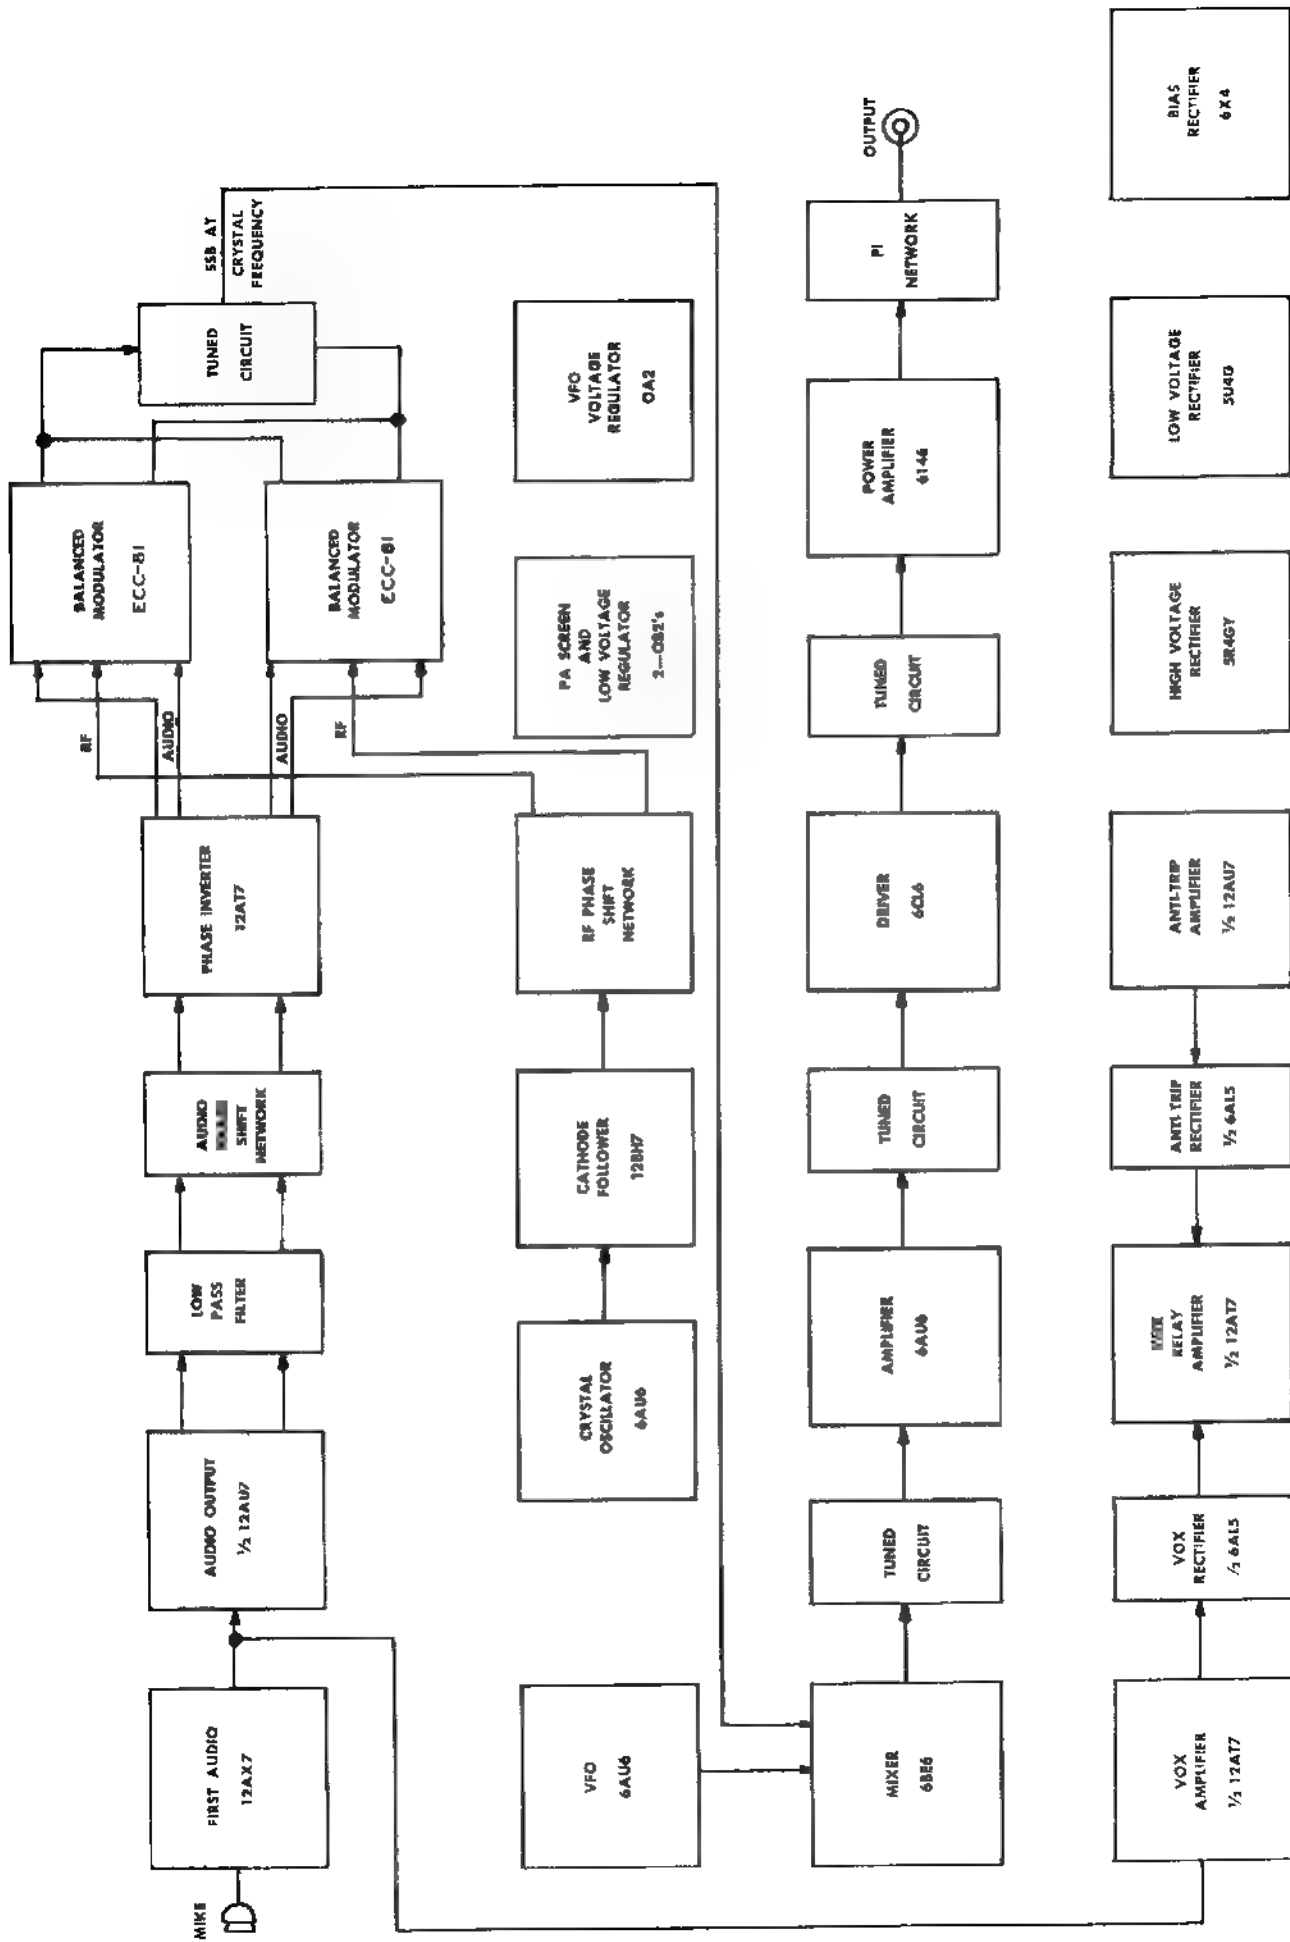 MIKE
FIRST AUDIO
12AX7
AUDIO OUTPUT
½ 12AU7
LOW
PASS
FILTER
AUDIO
SHIFT
NETWORK
PHASE INVERTER
12AT7
RF
AUDIO
AUDIO
RF
BALANCED
MODULATOR
ECC-81
BALANCED
MODULATOR
ECC-81
TUNED
CIRCUIT
SSB AY
CRYSTAL
FREQUENCY
VFO
6AU6
CRYSTAL
OSCILLATOR
6AU6
CATHODE
FOLLOWER
12BH7
RF PHASE
SHIFT
NETWORK
PA SCREEN
AND
LOW VOLTAGE
REGULATOR
2—OB2's
VFO
VOLTAGE
REGULATOR
OA2
MIXER
6BE6
TUNED
CIRCUIT
AMPLIFIER
6AU6
TUNED
CIRCUIT
DRIVER
6CL6
TUNED
CIRCUIT
POWER
AMPLIFIER
6146
PI
NETWORK
OUTPUT
VOX
AMPLIFIER
½ 12AT7
VOX
RECTIFIER
/2 6AL5
RELAY
AMPLIFIER
½ 12AT7
ANTI-TRIP
RECTIFIER
½ 6AL5
ANTI-TRIP
AMPLIFIER
½ 12AU7
HIGH VOLTAGE
RECTIFIER
5R4GY
LOW VOLTAGE
RECTIFIER
5U4G
BIAS
RECTIFIER
6X4